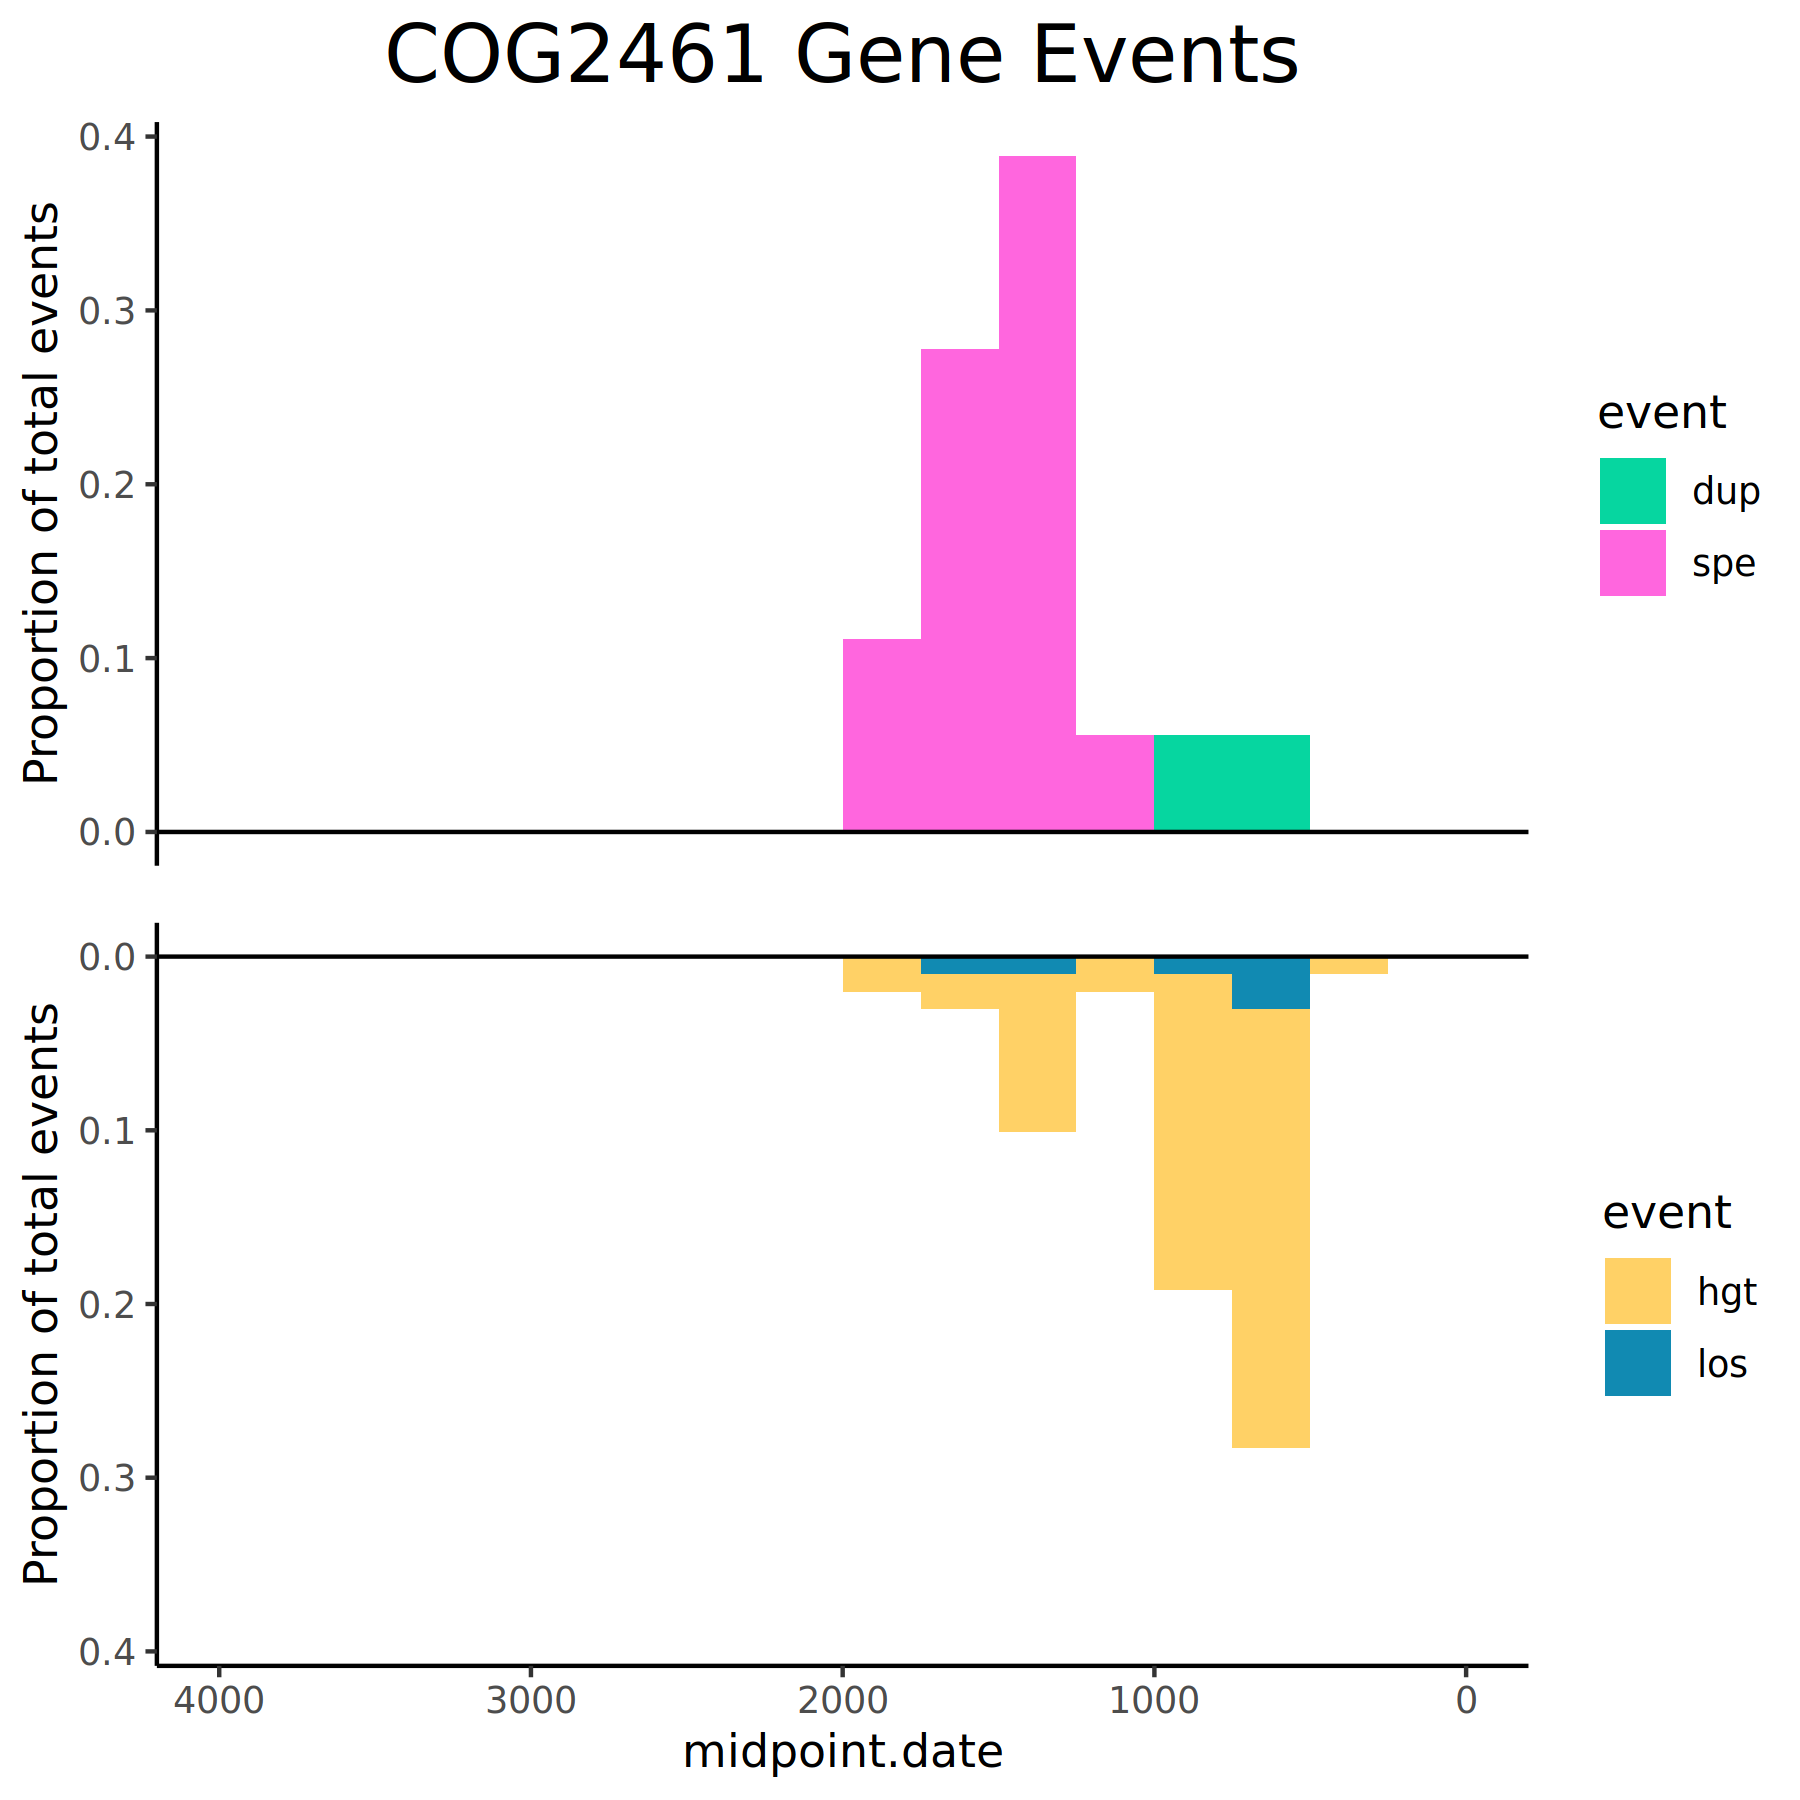 COG2461 Gene Events
Proportion of total events
0.4
0.3
0.2
0.1
0.0
event
dup
spe
Proportion of total events
0.0
0.1
0.2
0.3
0.4
event
hgt
los
4000 3000 2000 1000 0
midpoint.date